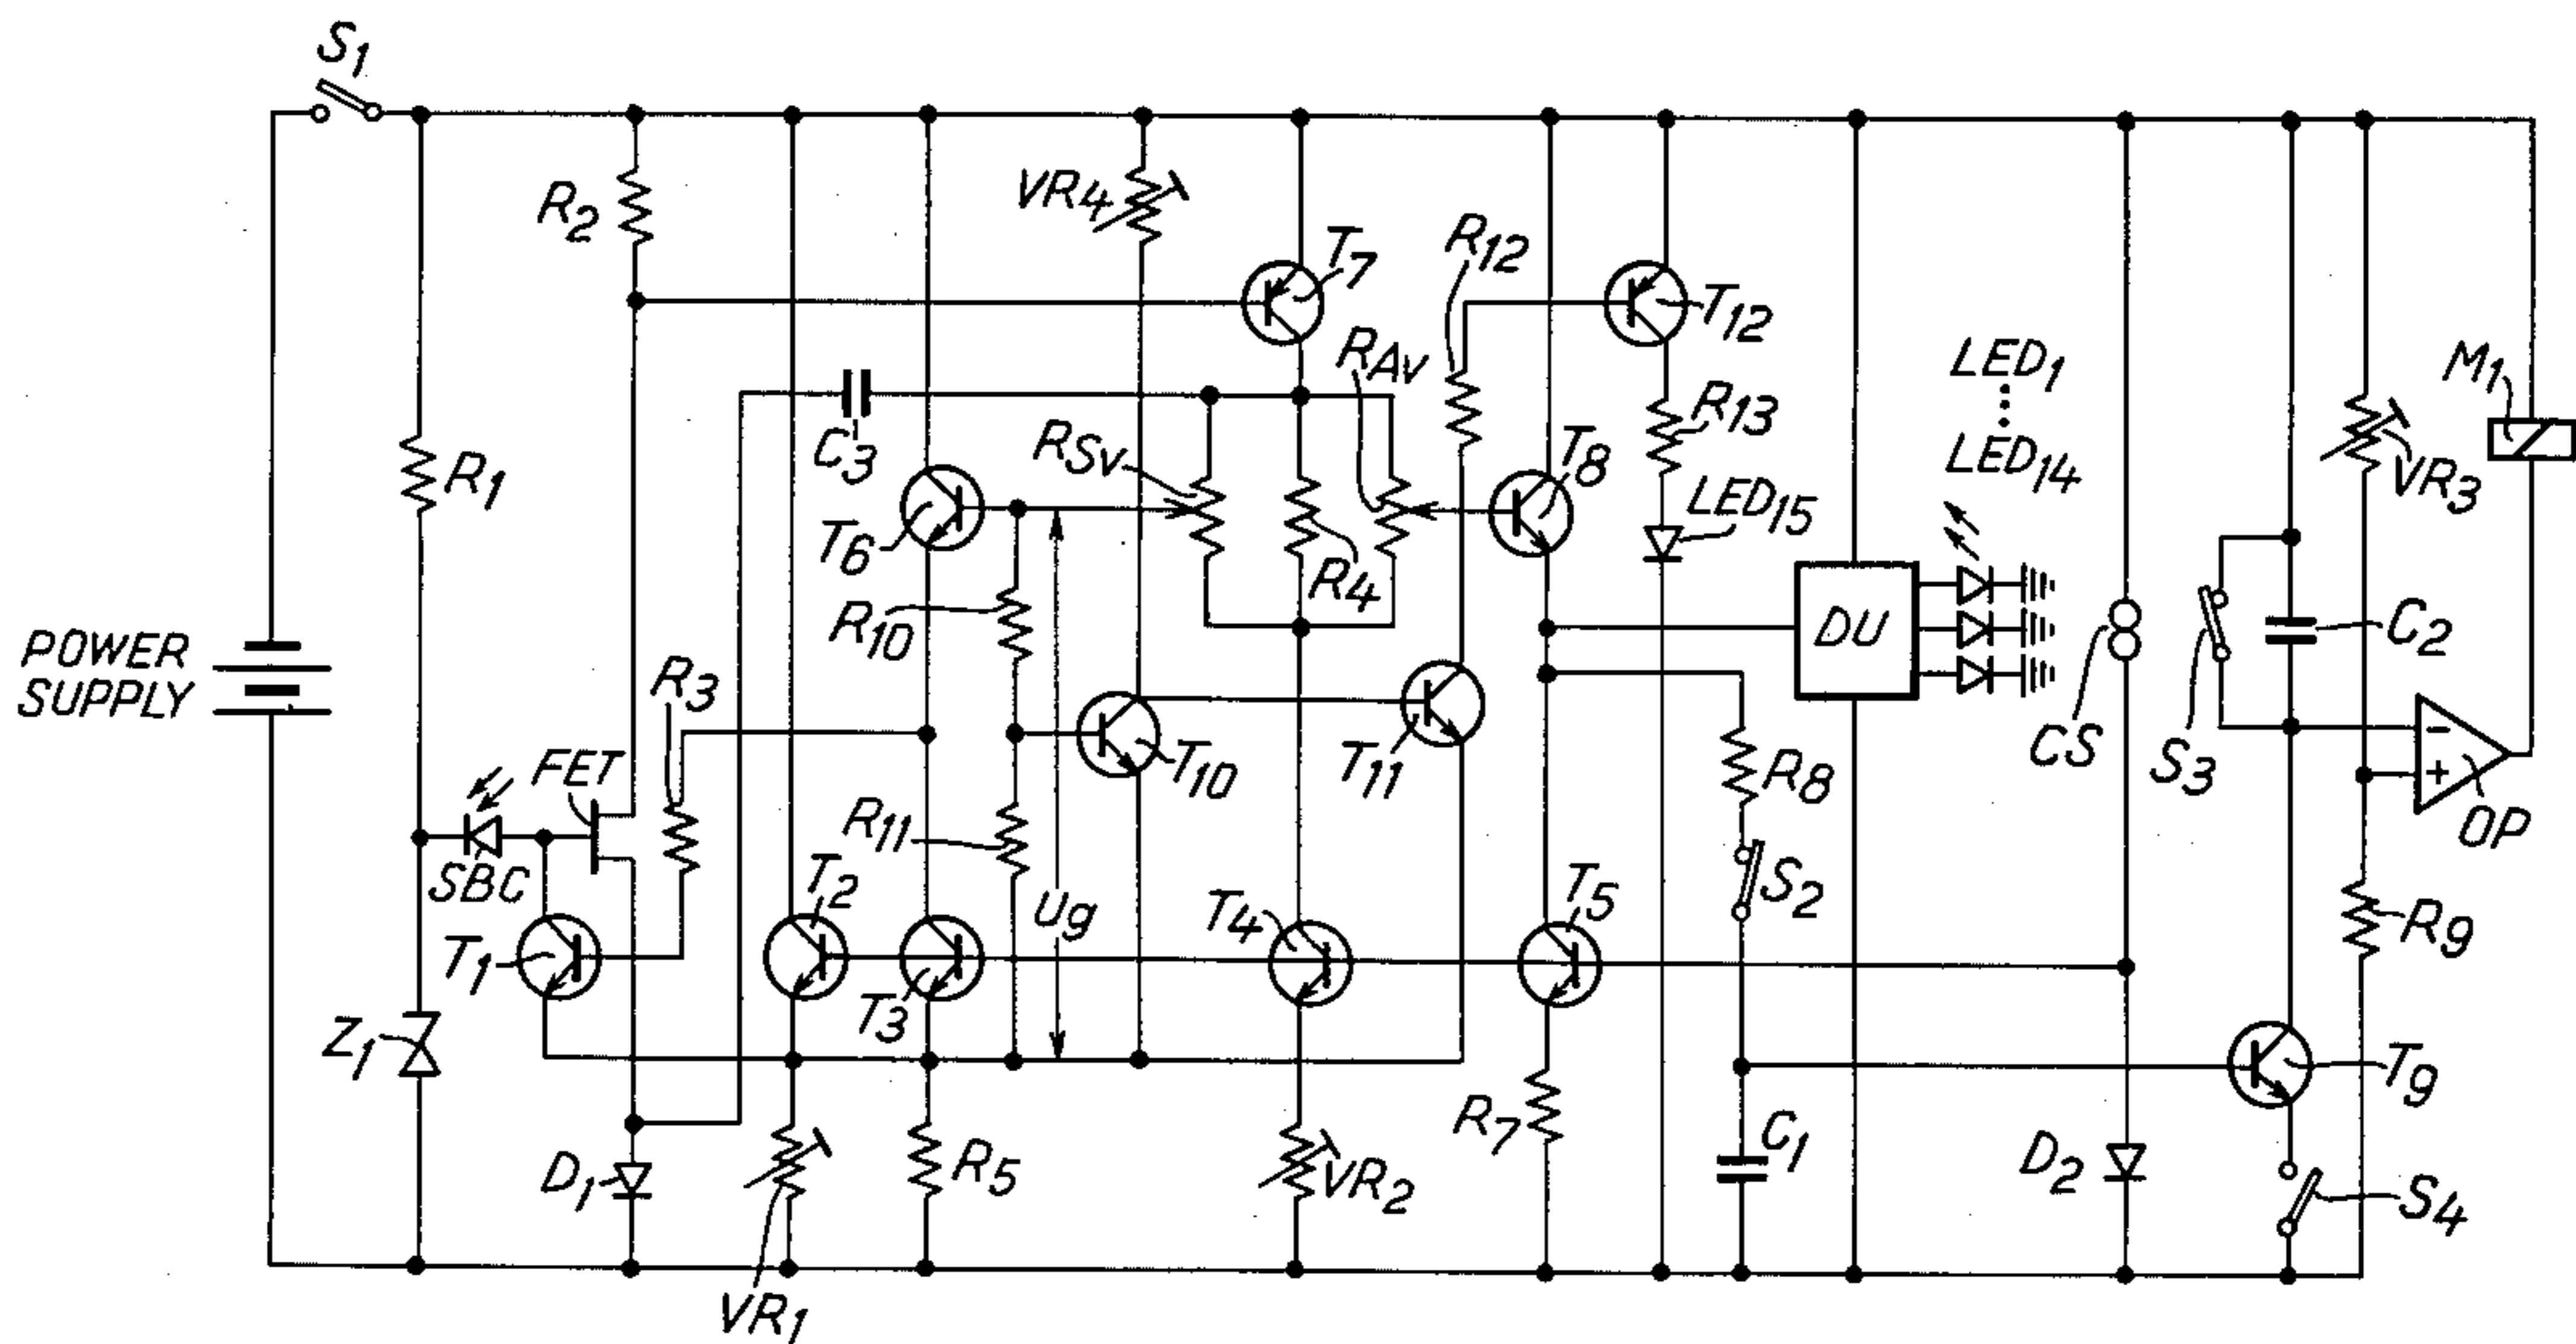 S1
R2
VR4
T7
R12
T12
LED1
LED14
M1
RAv
R13
C3
RSv
T8
LED15
VR3
R1
T6
R4
R10
DU
C2
POWER
SUPPLY
R3
FET
T10
T11
R8
CS
S3
-
+
OP
SBC
R11
T2
Ug
T4
T5
S2
R9
T1
T3
Z1
T9
R7
C1
D1
R5
VR2
D2
S4
VR1